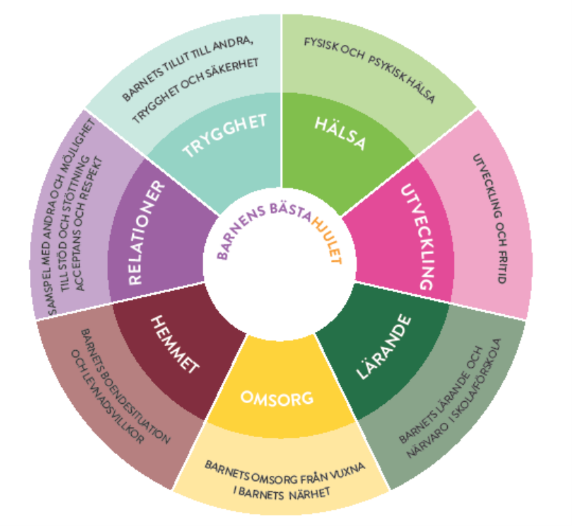 BARNENS BÄSTAHJULET
HÄLSA
FYSISK OCH PSYKISK HÄLSA
UTVECKLING
UTVECKLING OCH FRITID
LÄRANDE
BARNETS LÄRANDE OCH
NÄRVARO I SKOLA/FÖRSKOLA
OMSORG
BARNETS OMSORG FRÅN VUXNA
I BARNETS NÄRHET
HEMMET
BARNETS BOENDESITUATION
OCH LEVNADSVILLKOR
RELATIONER
SAMSPEL MED ANDRA OCH MÖJLIGHET
TILL STÖD OCH STÖTTNING
ACCEPTANS OCH RESPEKT
TRYGGHET
BARNETS TILLIT TILL ANDRA,
TRYGGHET OCH SÄKERHET